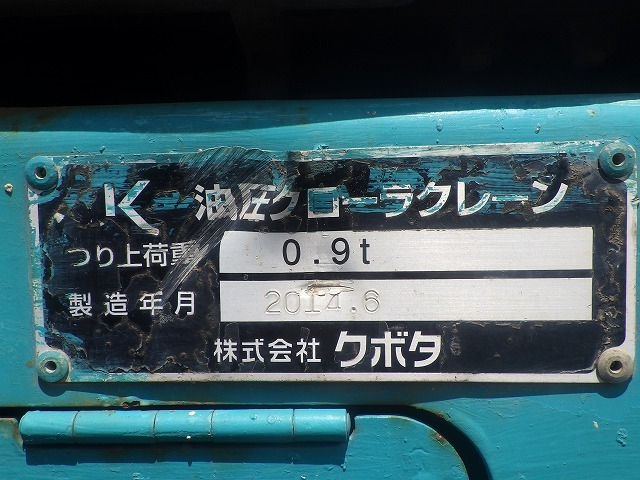 K 油圧クローラクレーン
つり上荷重 0.9t
製造年月 2014.6
株式会社 クボタ